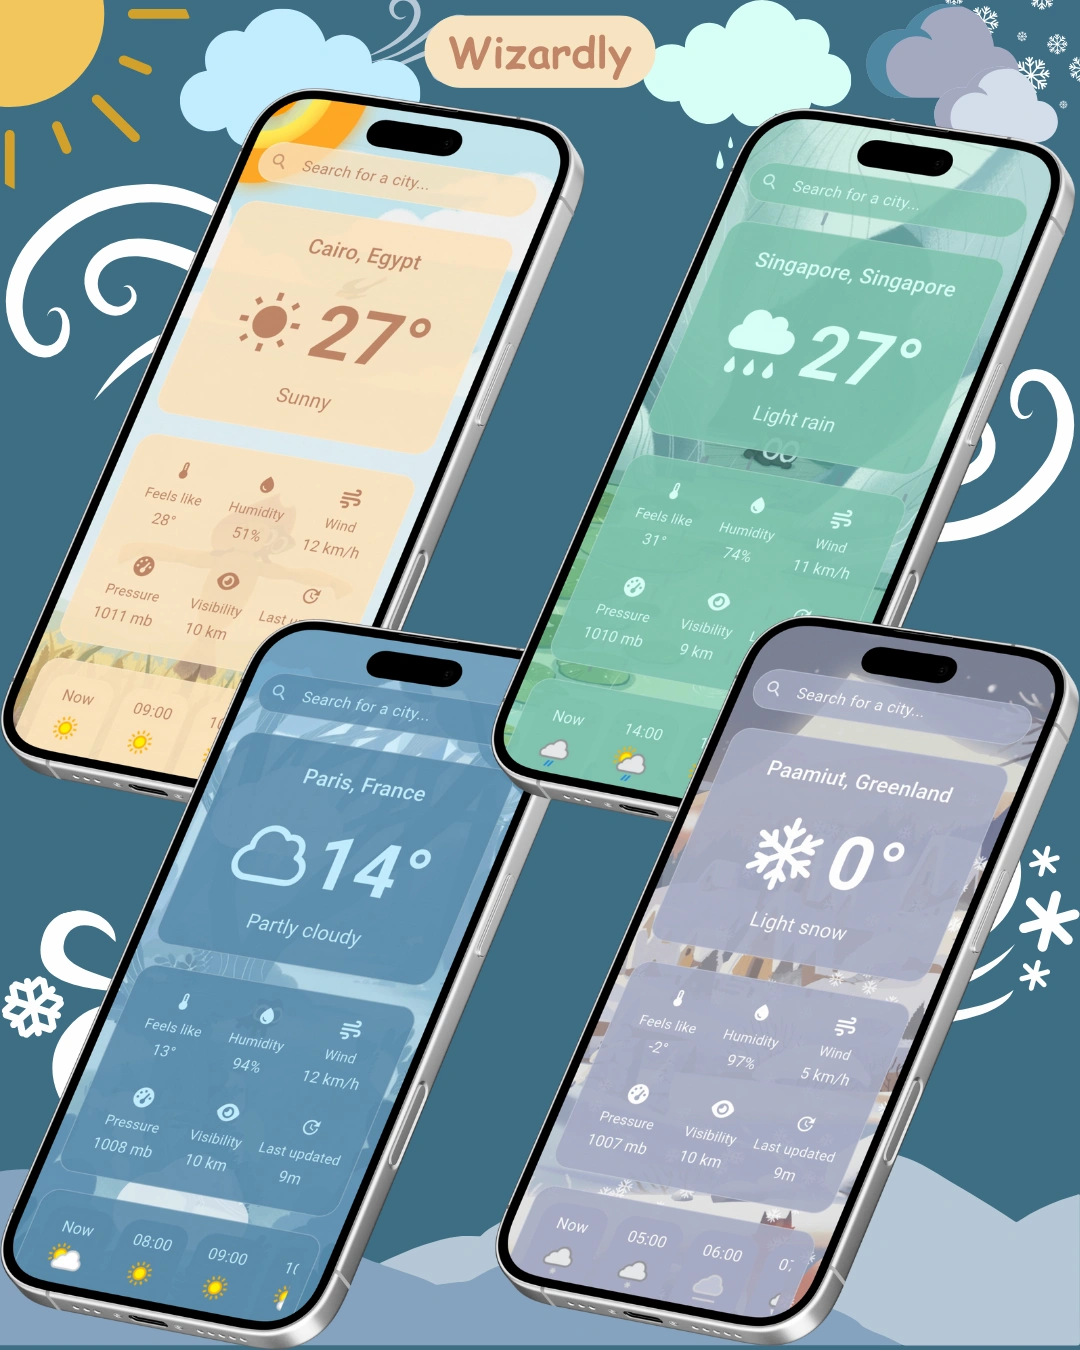 Wizardly
Search for a city...
Cairo, Egypt
27°
Sunny
Feels like
28°
Humidity
51%
Wind
12 km/h
Pressure
1011 mb
Visibility
10 km
Now
09:00
Search for a city...
Singapore, Singapore
27°
Light rain
Feels like
31°
Humidity
74%
Wind
11 km/h
Pressure
1010 mb
Visibility
9 km
Now
14:00
Search for a city...
Paris, France
14°
Partly cloudy
Feels like
13°
Humidity
94%
Wind
12 km/h
Pressure
1008 mb
Visibility
10 km
Last updated
9m
Now
08:00
09:00
Search for a city...
Paamiut, Greenland
0°
Light snow
Feels like
-2°
Humidity
97%
Wind
5 km/h
Pressure
1007 mb
Visibility
10 km
Last updated
9m
Now
05:00
06:00